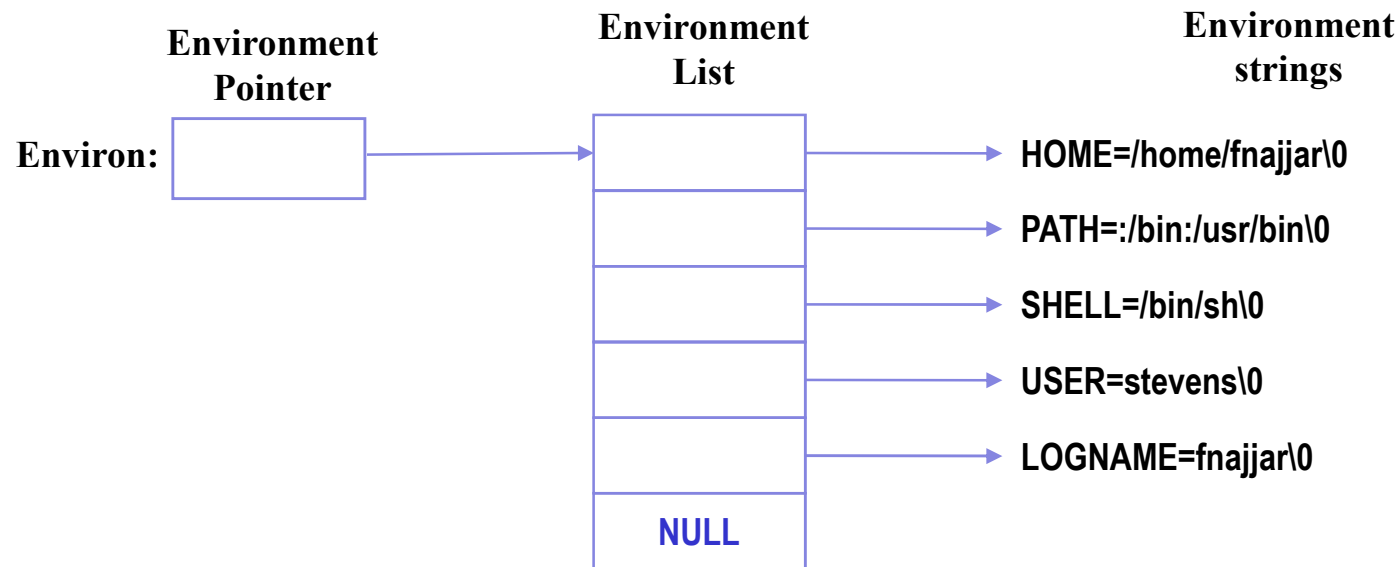 Environment
Pointer
Environment
List
Environment
strings
Environ:
HOME=/home/fnajjar\0
PATH=:/bin:/usr/bin\0
SHELL=/bin/sh\0
USER=stevens\0
LOGNAME=fnajjar\0
NULL